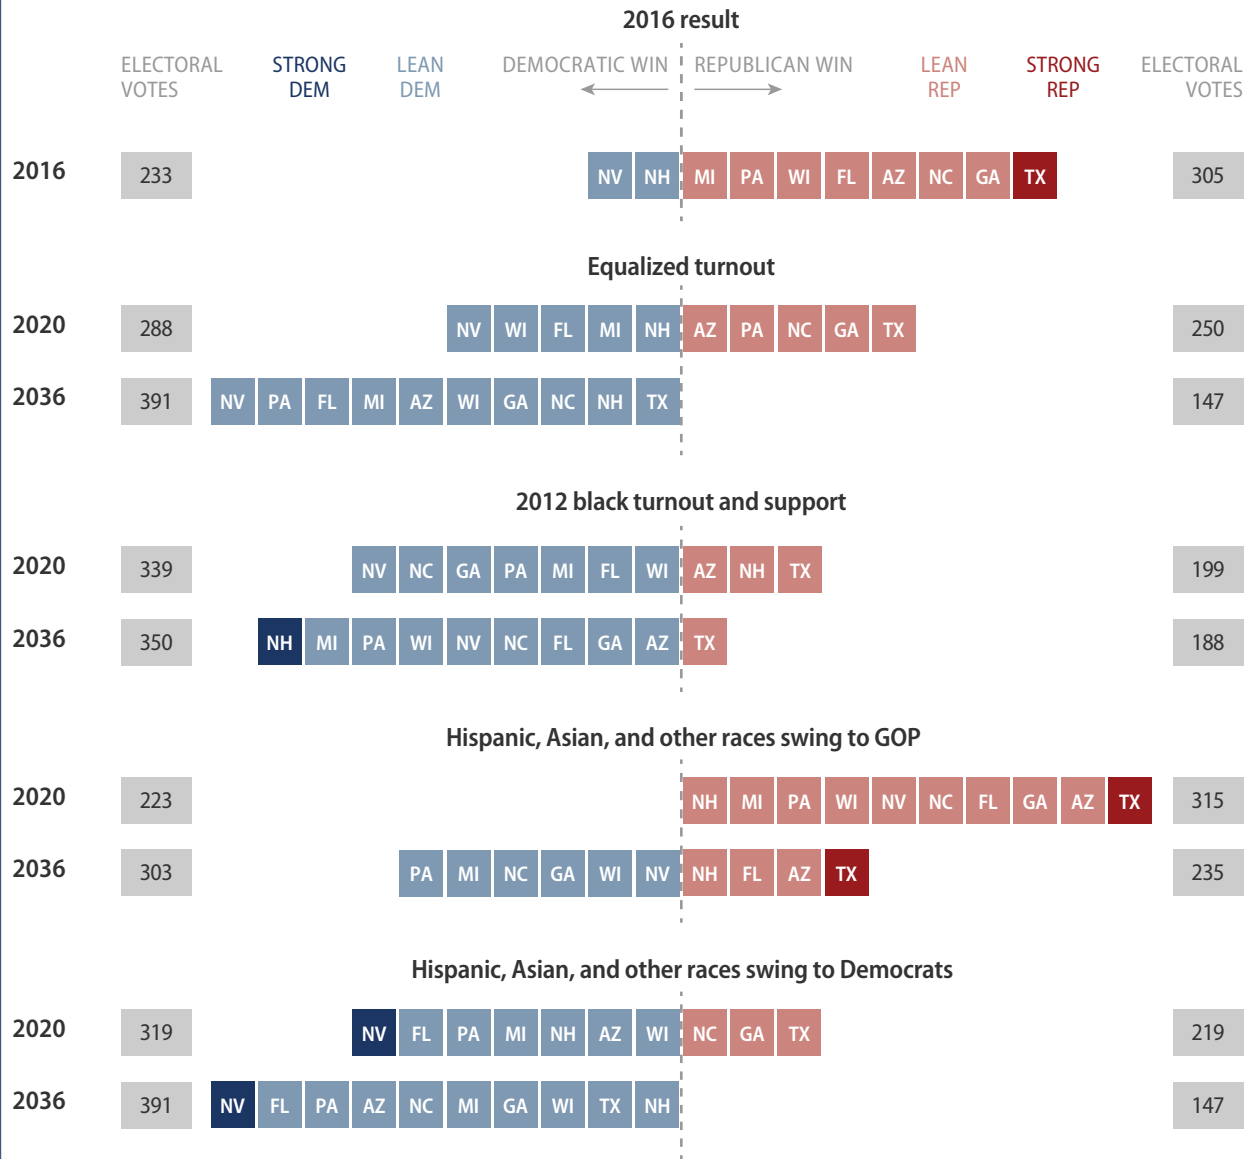 2016 result
ELECTORAL VOTES STRONG DEM LEAN DEM DEMOCRATIC WIN REPUBLICAN WIN LEAN REP STRONG REP ELECTORAL VOTES
2016 233 NV NH MI PA WI FL AZ NC GA TX 305
Equalized turnout
2020 288 NV WI FL MI NH AZ PA NC GA TX 250
2036 391 NV PA FL MI AZ WI GA NC NH TX 147
2012 black turnout and support
2020 339 NV NC GA PA MI FL WI AZ NH TX 199
2036 350 NH MI PA WI NV NC FL GA AZ TX 188
Hispanic, Asian, and other races swing to GOP
2020 223 NH MI PA WI NV NC FL GA AZ TX 315
2036 303 PA MI NC GA WI NV NH FL AZ TX 235
Hispanic, Asian, and other races swing to Democrats
2020 319 NV FL PA MI NH AZ WI NC GA TX 219
2036 391 NV FL PA AZ NC MI GA WI TX NH 147